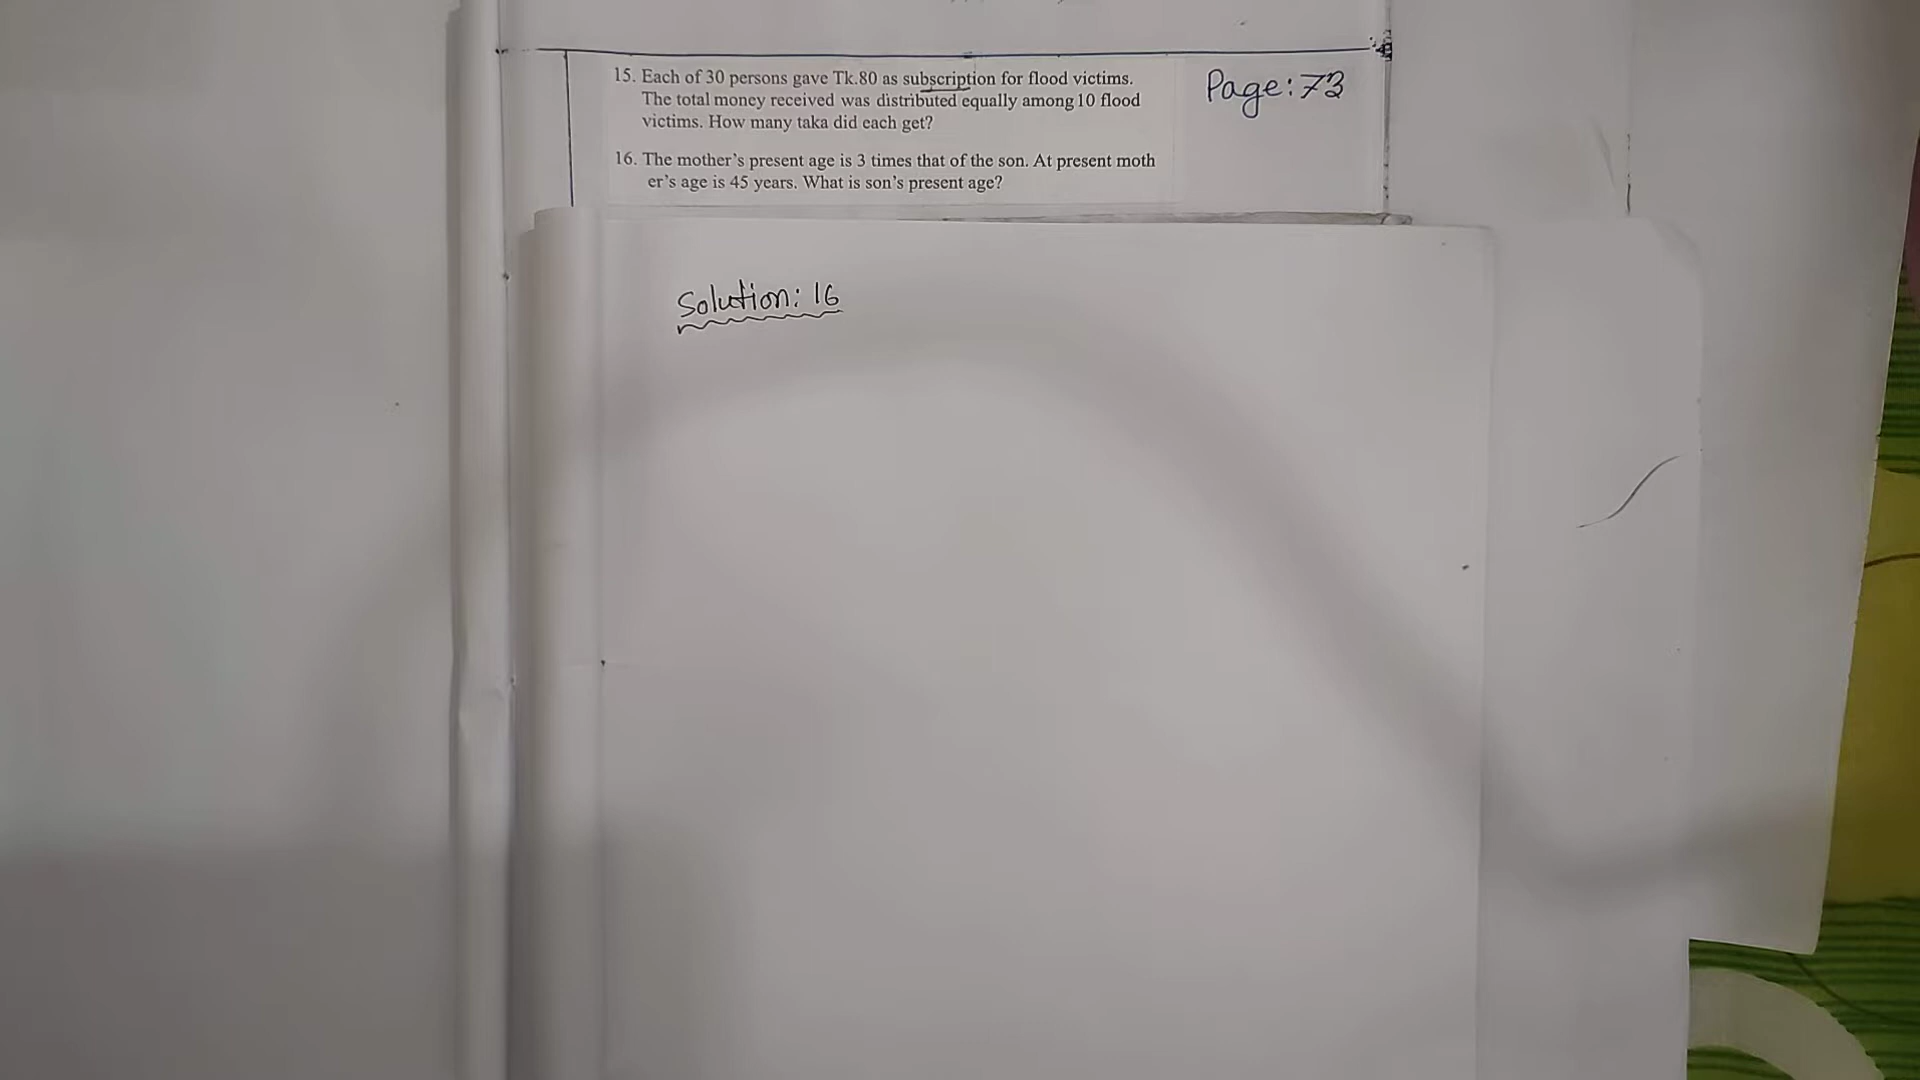 15. Each of 30 persons gave Tk.80 as subscription for flood victims.
The total money received was distributed equally among 10 flood
victims. How many taka did each get?
Page: 73
16. The mother's present age is 3 times that of the son. At present moth
er's age is 45 years. What is son's present age?
Solution: 16